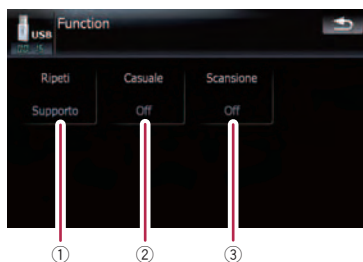 USB
Function
Ripeti
Casuale
Scansione
Supporto
Off
Off
①
②
③